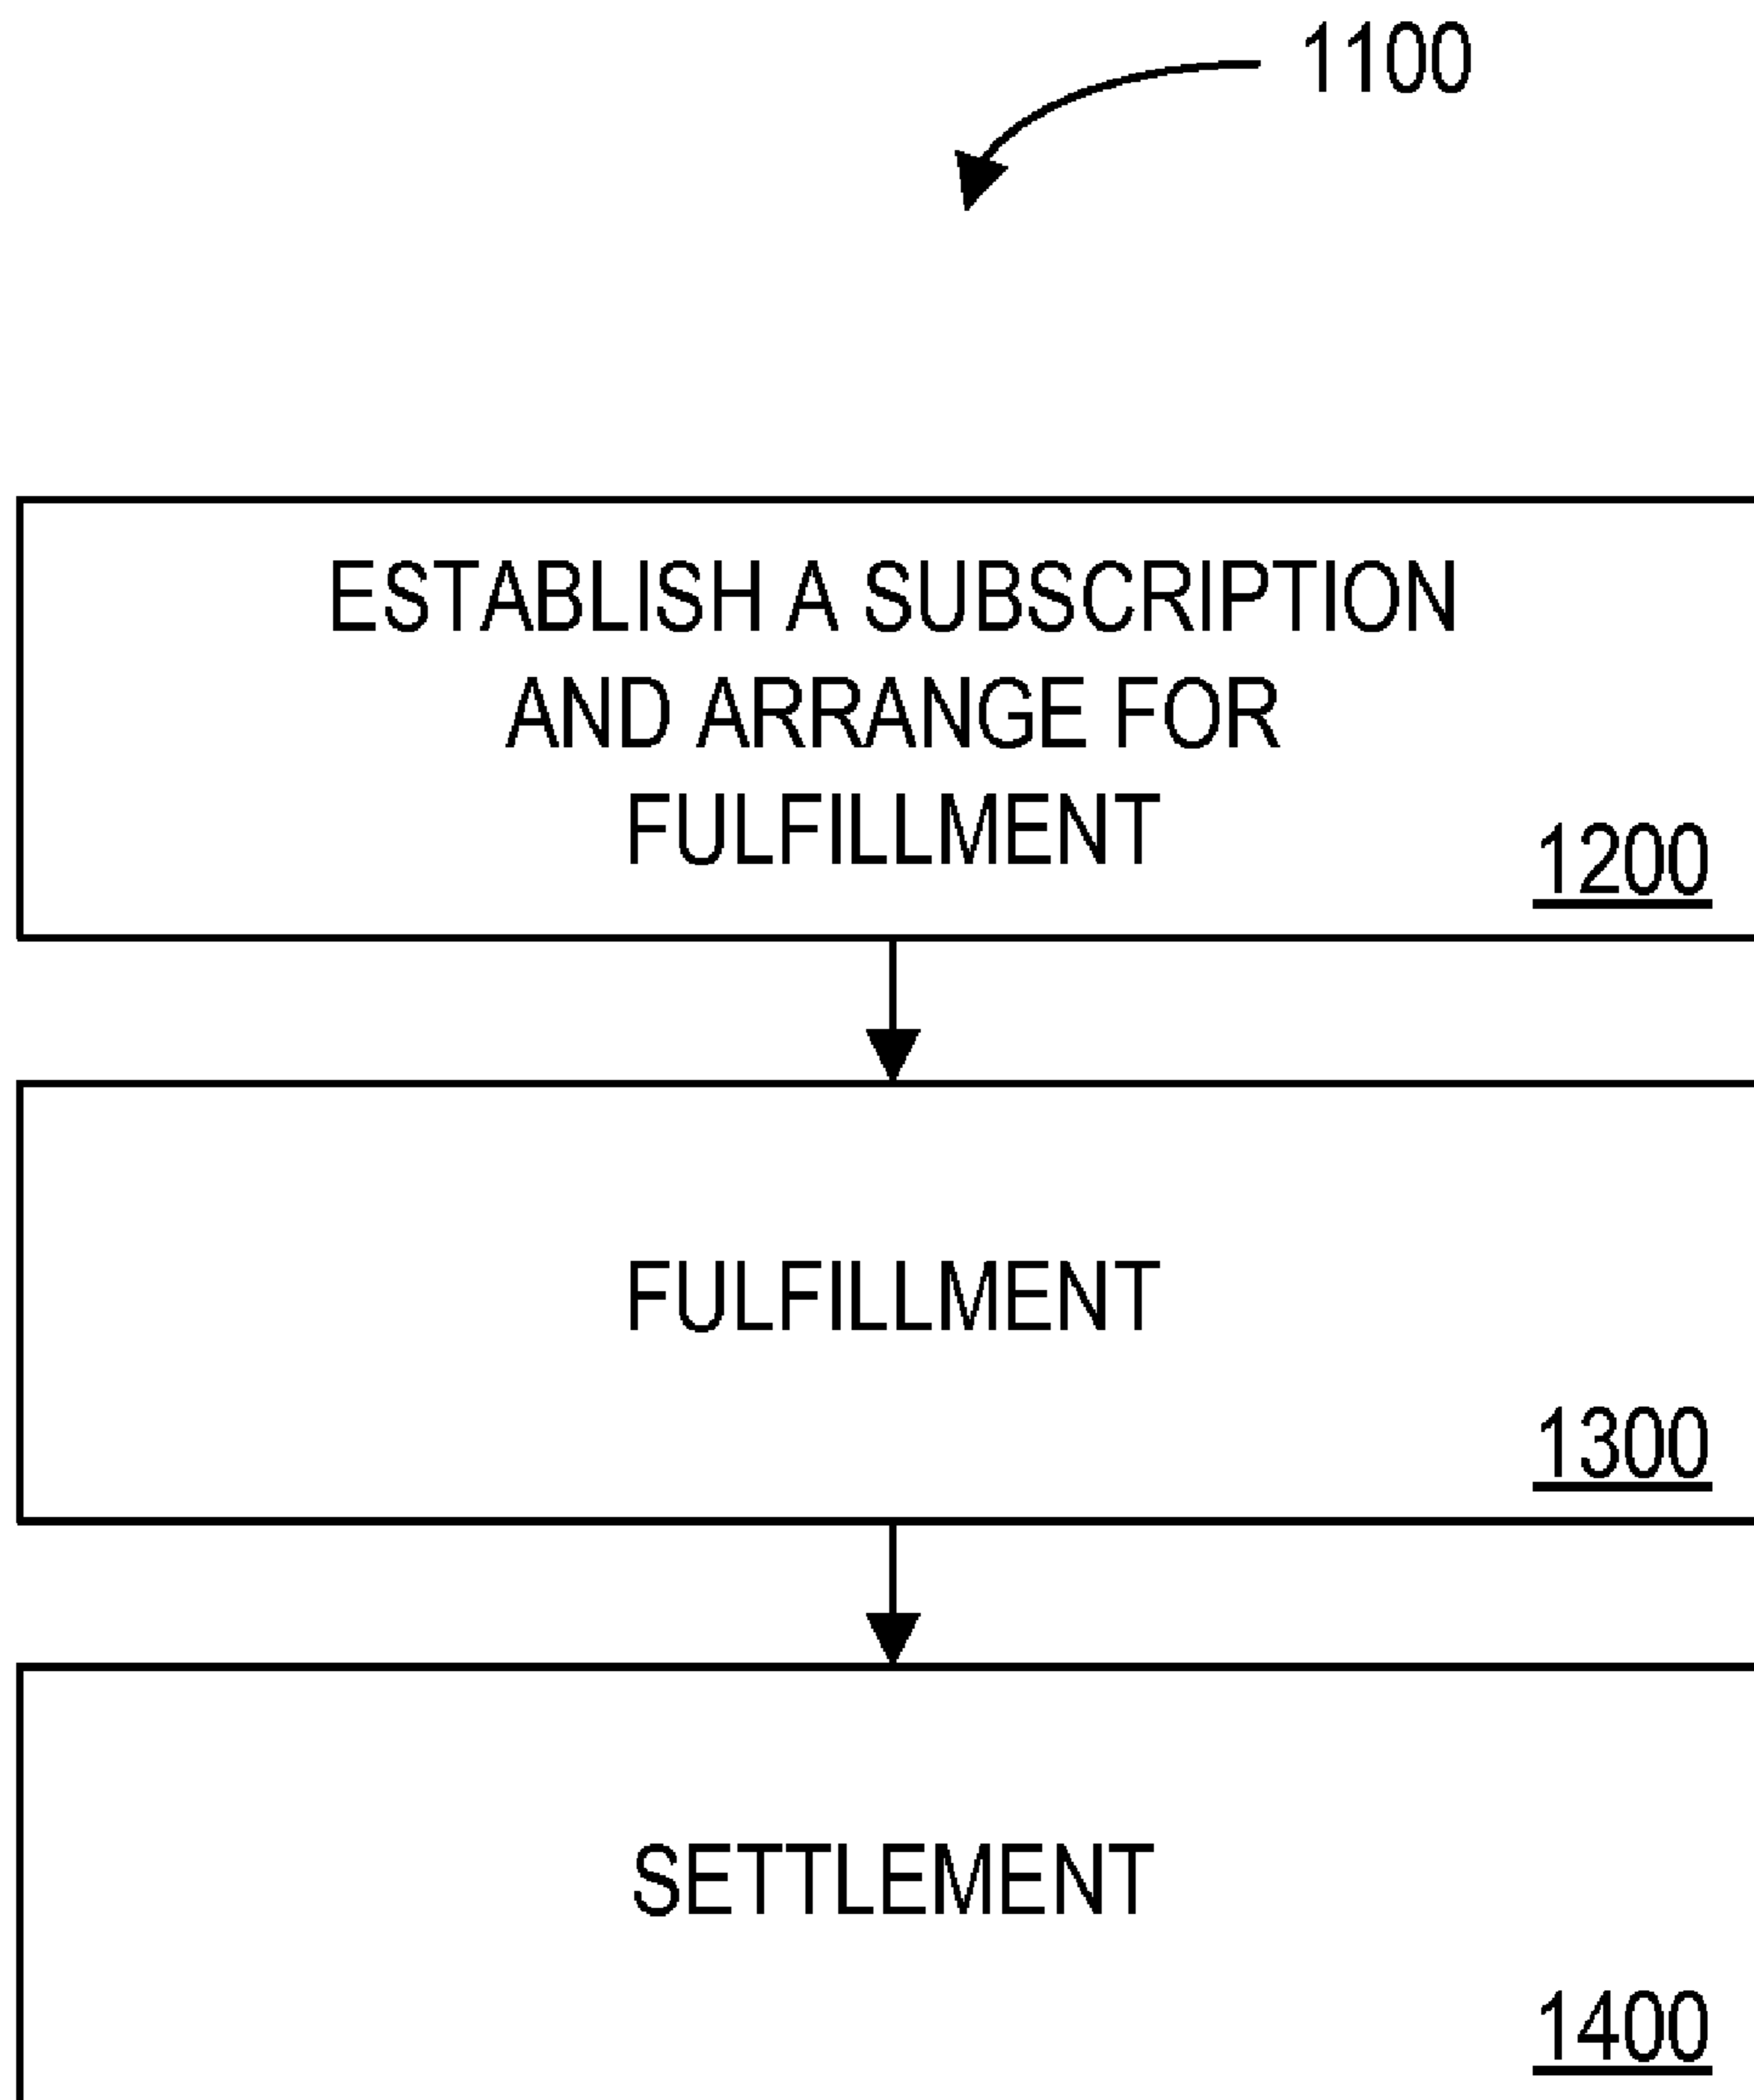 1100
ESTABLISH A SUBSCRIPTION
AND ARRANGE FOR
FULFILLMENT
1200
FULFILLMENT
1300
SETTLEMENT
1400